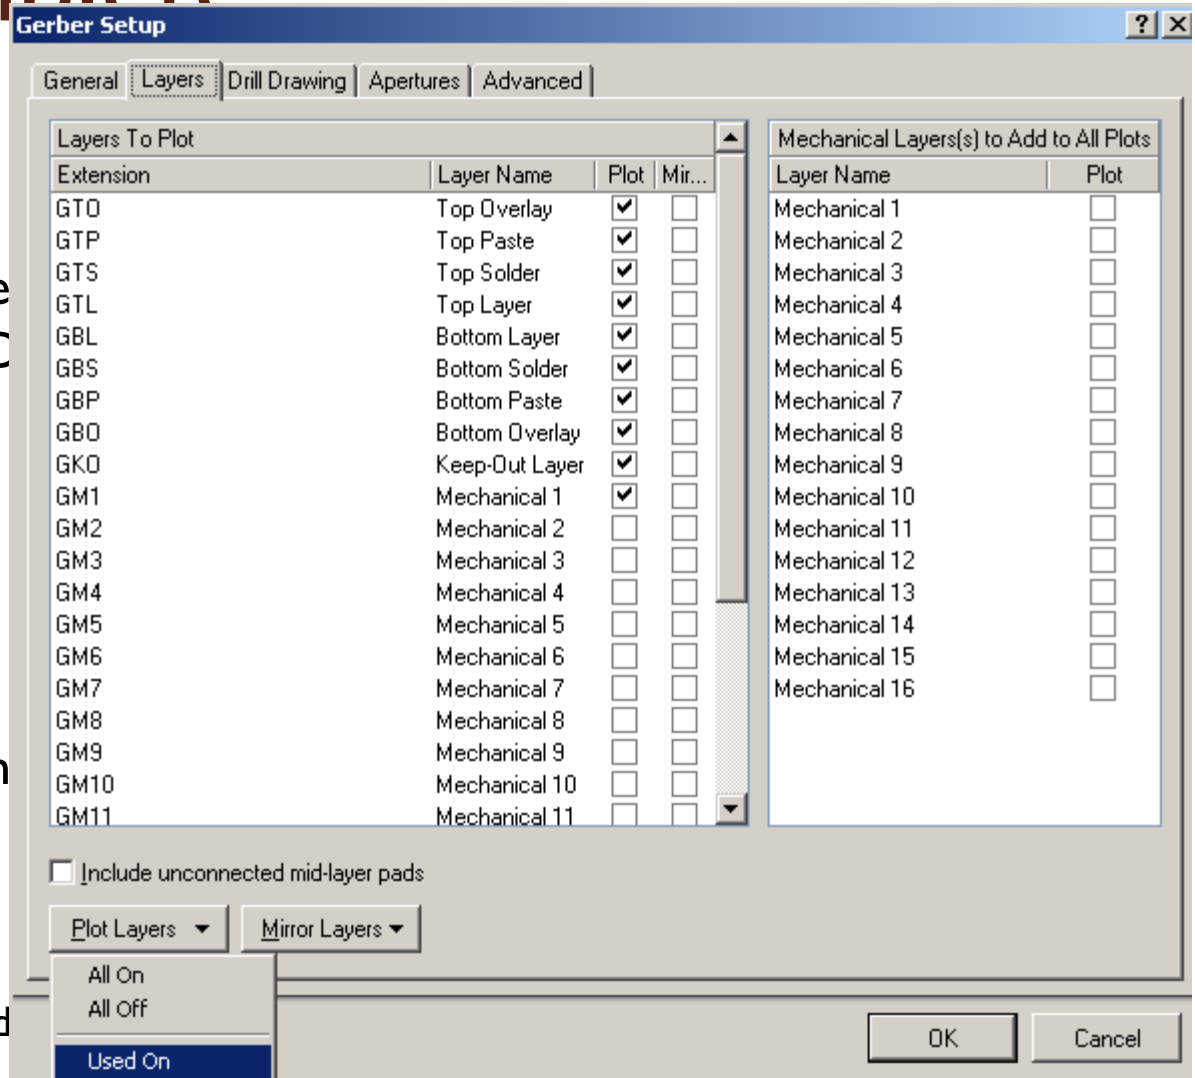 Gerber Setup
General Layers Drill Drawing Apertures Advanced
Layers To Plot
Extension Layer Name Plot Mir...
GTO Top Overlay
GTP Top Paste
GTS Top Solder
GTL Top Layer
GBL Bottom Layer
GBS Bottom Solder
GBP Bottom Paste
GBO Bottom Overlay
GKO Keep-Out Layer
GM1 Mechanical 1
GM2 Mechanical 2
GM3 Mechanical 3
GM4 Mechanical 4
GM5 Mechanical 5
GM6 Mechanical 6
GM7 Mechanical 7
GM8 Mechanical 8
GM9 Mechanical 9
GM10 Mechanical 10
GM11 Mechanical 11
Mechanical Layers(s) to Add to All Plots
Layer Name Plot
Mechanical 1
Mechanical 2
Mechanical 3
Mechanical 4
Mechanical 5
Mechanical 6
Mechanical 7
Mechanical 8
Mechanical 9
Mechanical 10
Mechanical 11
Mechanical 12
Mechanical 13
Mechanical 14
Mechanical 15
Mechanical 16
Include unconnected mid-layer pads
Plot Layers Mirror Layers
All On
All Off
Used On
OK Cancel